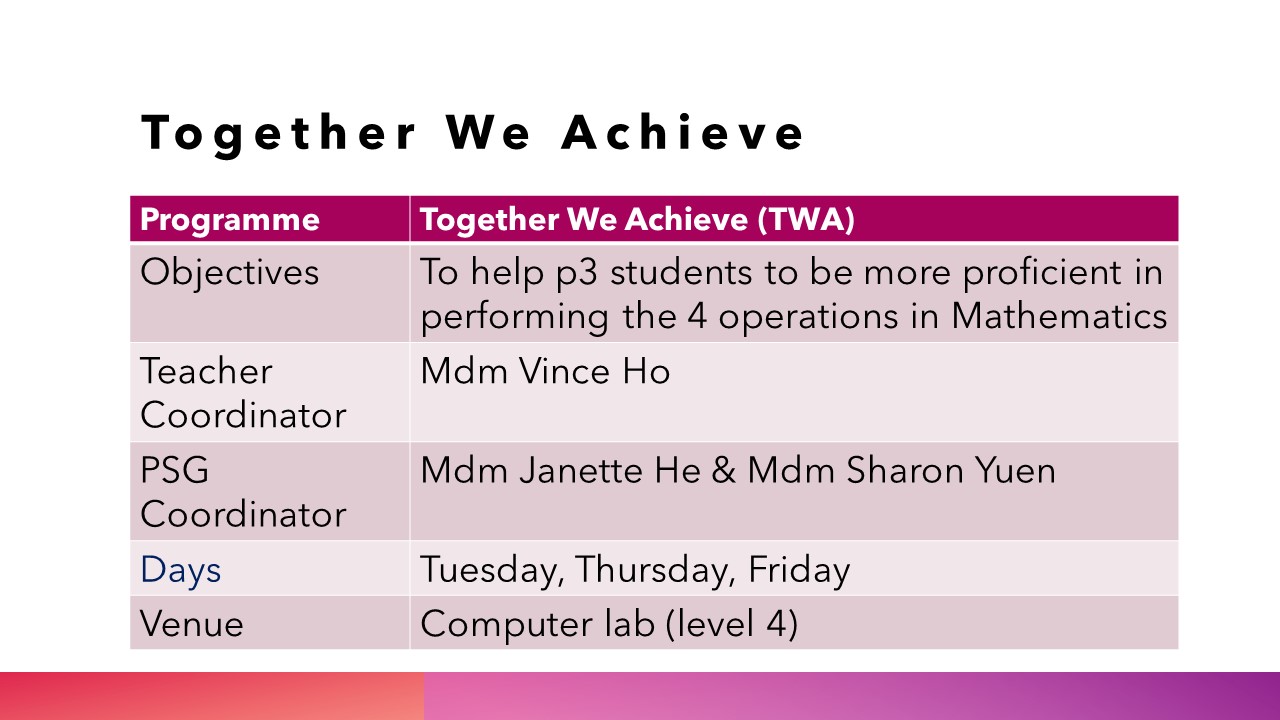 Together We Achieve
Programme
Together We Achieve (TWA)
Objectives
To help p3 students to be more proficient in
performing the 4 operations in Mathematics
Teacher
Coordinator
Mdm Vince Ho
PSG
Coordinator
Mdm Janette He & Mdm Sharon Yuen
Days
Tuesday, Thursday, Friday
Venue
Computer lab (level 4)